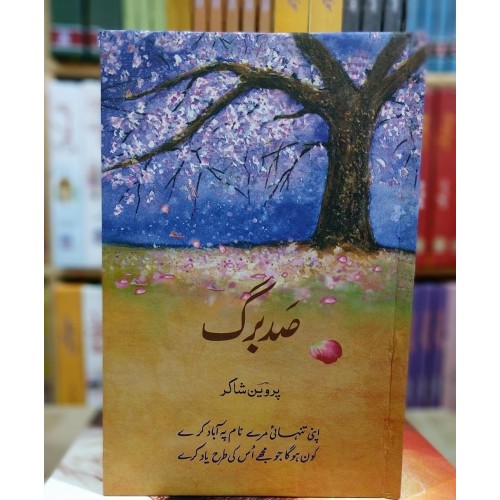 صد برگ
پروین شاکر
اپنی تنہائی مرے نام پہ آباد کرے
کون ہوگا جو مجھے اُس کی طرح یاد کرے